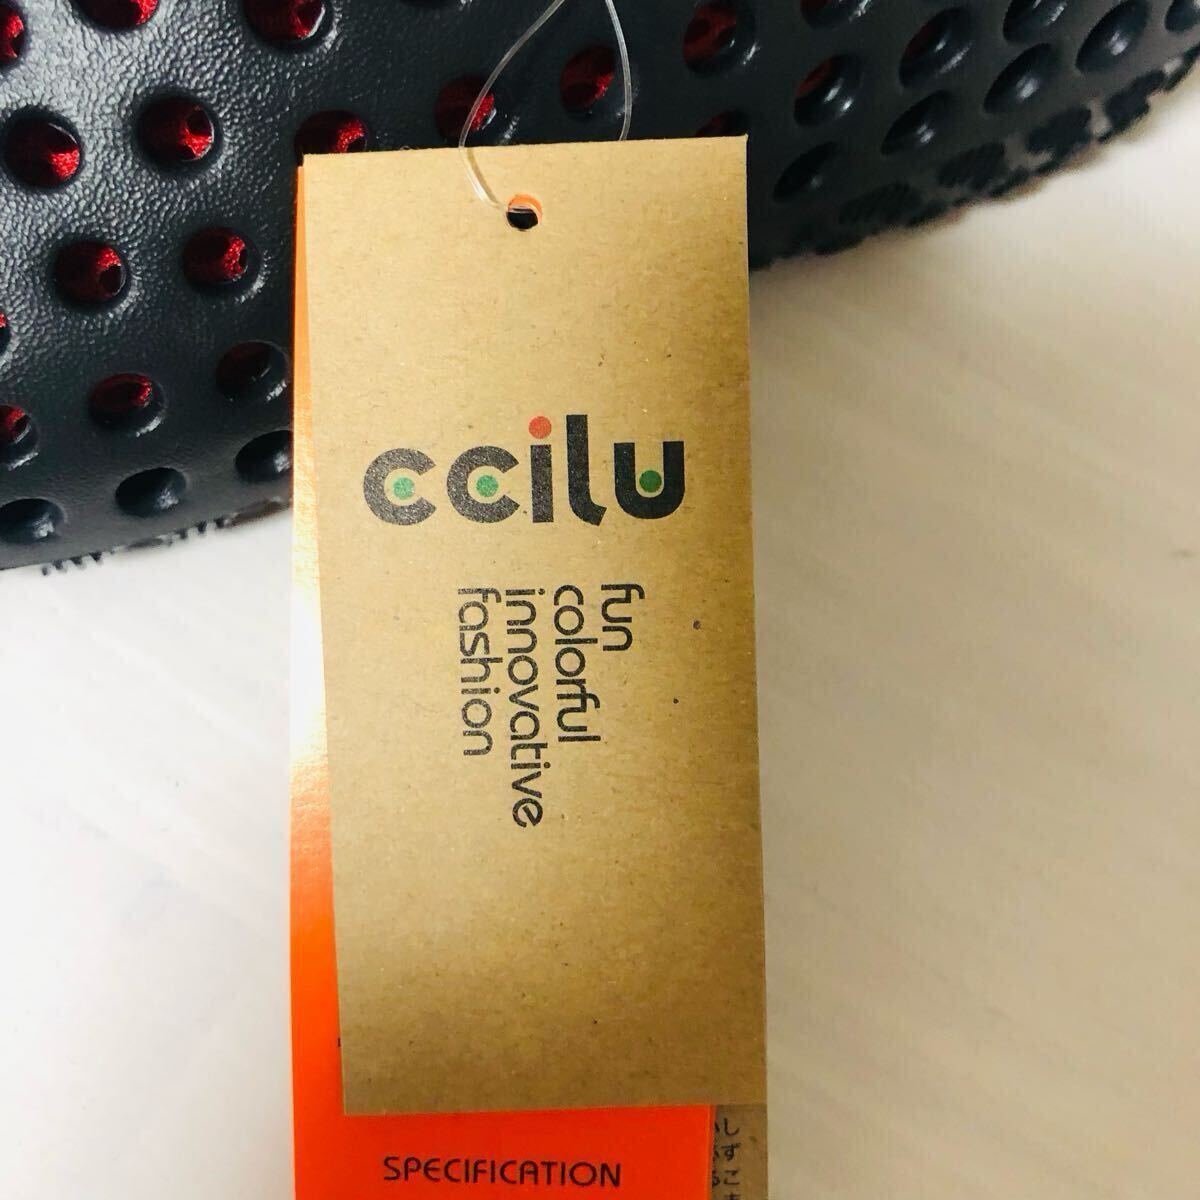 ccilu
fun
colorful
innovative
fashion
SPECIFICATION